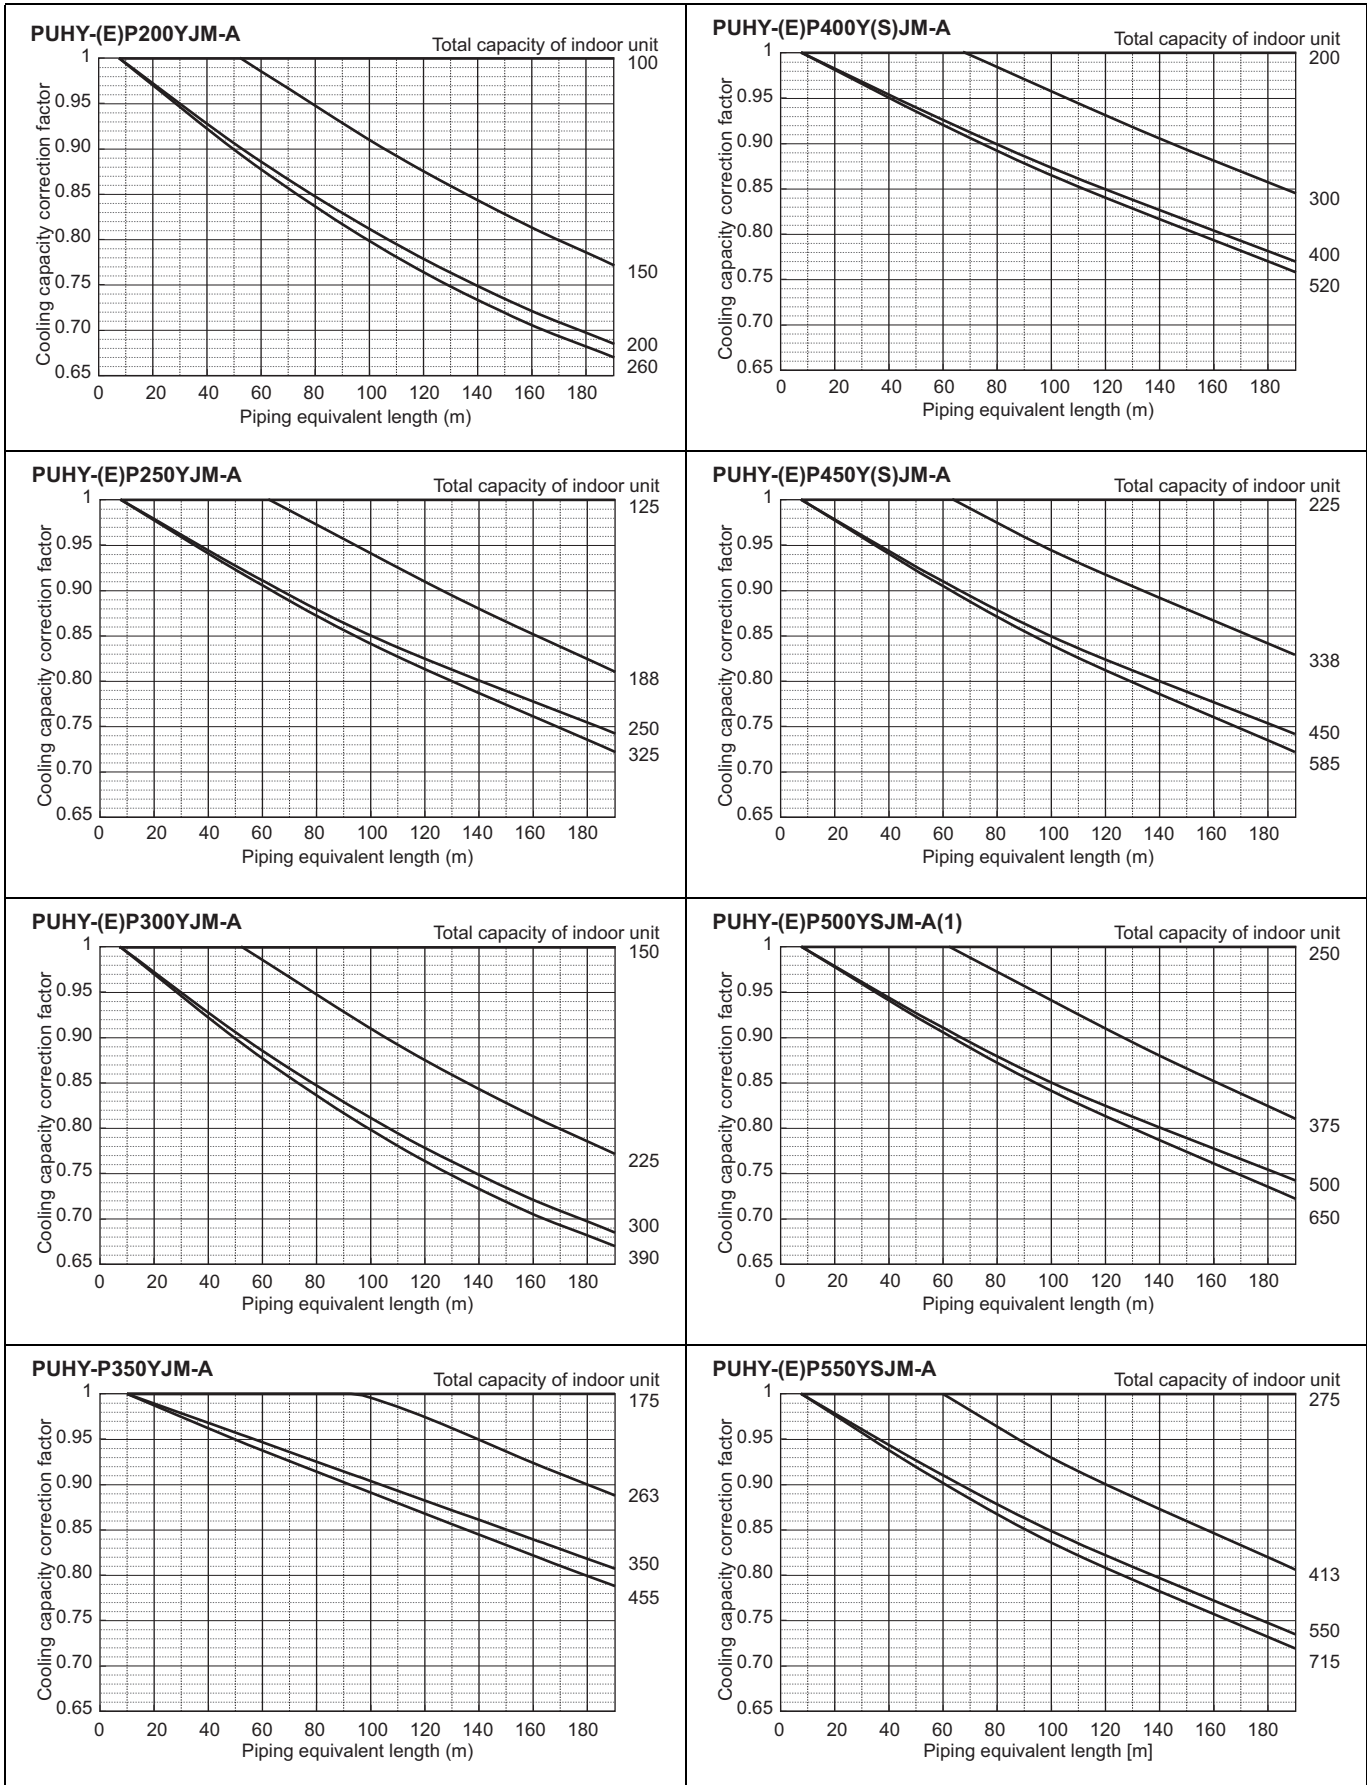 PUHY-(E)P200YJM-A
Total capacity of indoor unit
Cooling capacity correction factor
1
0.95
0.90
0.85
0.80
0.75
0.70
0.65
100
150
200
260
0 20 40 60 80 100 120 140 160 180
Piping equivalent length (m)
PUHY-(E)P400Y(S)JM-A
Total capacity of indoor unit
Cooling capacity correction factor
1
0.95
0.90
0.85
0.80
0.75
0.70
0.65
200
300
400
520
0 20 40 60 80 100 120 140 160 180
Piping equivalent length (m)
PUHY-(E)P250YJM-A
Total capacity of indoor unit
Cooling capacity correction factor
1
0.95
0.90
0.85
0.80
0.75
0.70
0.65
125
188
250
325
0 20 40 60 80 100 120 140 160 180
Piping equivalent length (m)
PUHY-(E)P450Y(S)JM-A
Total capacity of indoor unit
Cooling capacity correction factor
1
0.95
0.90
0.85
0.80
0.75
0.70
0.65
225
338
450
585
0 20 40 60 80 100 120 140 160 180
Piping equivalent length (m)
PUHY-(E)P300YJM-A
Total capacity of indoor unit
Cooling capacity correction factor
1
0.95
0.90
0.85
0.80
0.75
0.70
0.65
150
225
300
390
0 20 40 60 80 100 120 140 160 180
Piping equivalent length (m)
PUHY-(E)P500YSJM-A(1)
Total capacity of indoor unit
Cooling capacity correction factor
1
0.95
0.90
0.85
0.80
0.75
0.70
0.65
250
375
500
650
0 20 40 60 80 100 120 140 160 180
Piping equivalent length (m)
PUHY-P350YJM-A
Total capacity of indoor unit
Cooling capacity correction factor
1
0.95
0.90
0.85
0.80
0.75
0.70
0.65
175
263
350
455
0 20 40 60 80 100 120 140 160 180
Piping equivalent length (m)
PUHY-(E)P550YSJM-A
Total capacity of indoor unit
Cooling capacity correction factor
1
0.95
0.90
0.85
0.80
0.75
0.70
0.65
275
413
550
715
0 20 40 60 80 100 120 140 160 180
Piping equivalent length [m]